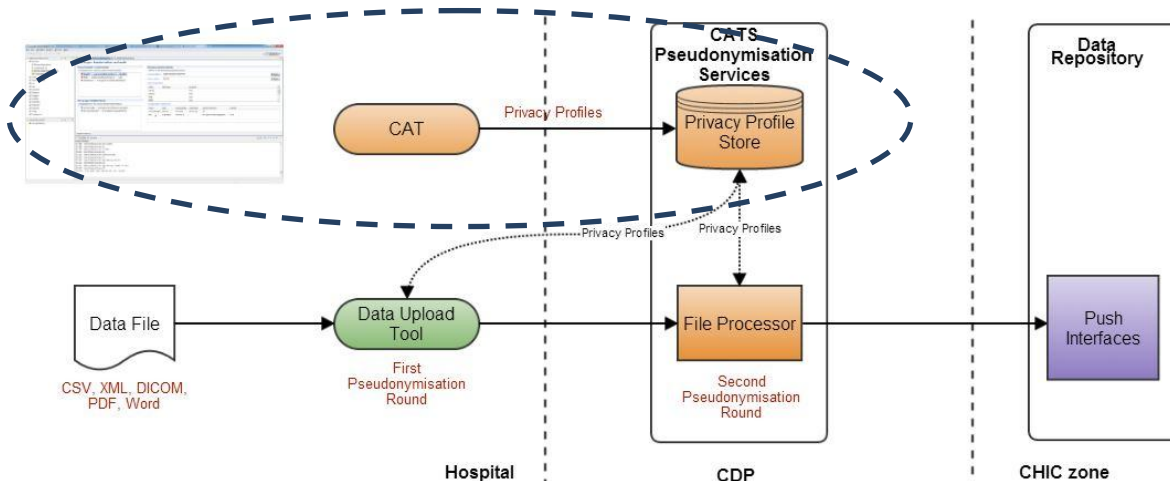 CATS
Pseudonymisation
Services
Data
Repository
CAT
Privacy Profiles
Privacy Profile
Store
Privacy Profiles
Privacy Profiles
Data File
Data Upload
Tool
File Processor
Push
Interfaces
CSV, XML, DICOM,
PDF, Word
First
Pseudonymisation
Round
Second
Pseudonymisation
Round
Hospital
CDP
CHIC zone